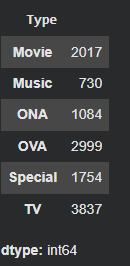 Type
Movie 2017
Music 730
ONA 1084
OVA 2999
Special 1754
TV 3837
dtype: int64